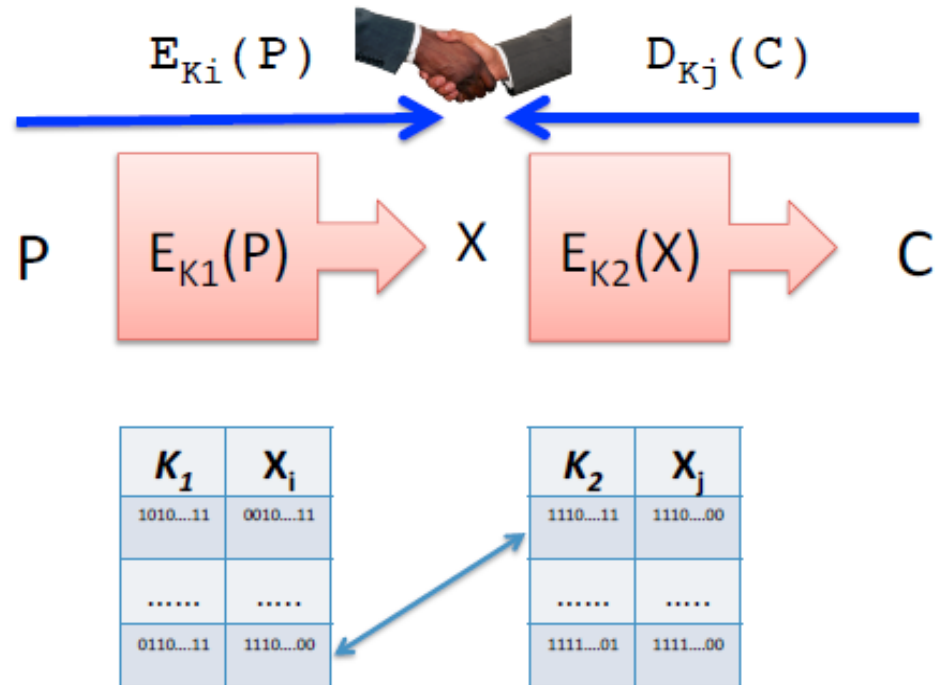 E_Ki(P) D_Kj(C)
P E_K1(P) X E_K2(X) C
K_1 X_i K_2 X_j
1010....11 0010....11 1110....11 1110....00
...... ..... ...... .....
0110....11 1110....00 1111....01 1111....00